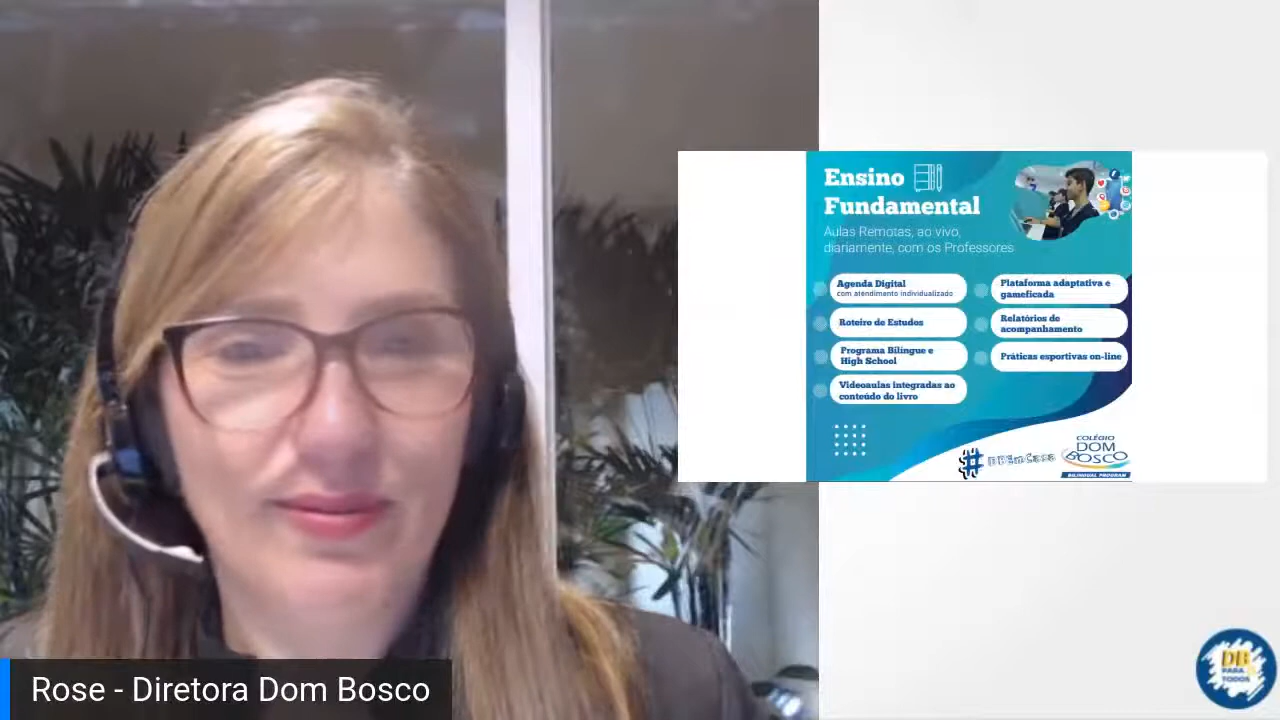 Ensino
Fundamental
Aulas Remotas, ao vivo,
diariamente, com os Professores
Agenda Digital
com atendimento individualizado
Roteiro de Estudos
Programa Bilíngue e
High School
Videoaulas integradas ao
conteúdo do livro
Plataforma adaptativa e
gameficada
Relatórios de
acompanhamento
Práticas esportivas on-line
#DBEmCasa
COLÉGIO
DOM
BOSCO
BILINGUAL PROGRAM
Rose - Diretora Dom Bosco
DB
PARA
TODOS